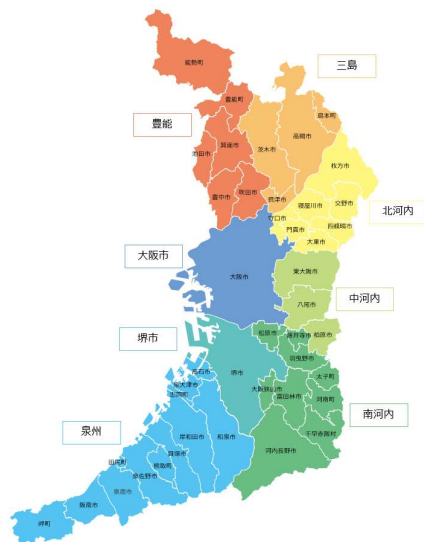 能勢町
三島
豊能町
島本町
豊能
茨木市
高槻市
箕面市
池田市
枚方市
吹田市
豊中市
摂津市
寝屋川市
交野市
北河内
守口市
門真市
四條畷市
大東市
大阪市
大阪市
東大阪市
中河内
八尾市
堺市
松原市
藤井寺市
柏原市
羽曳野市
高石市
堺市
太子町
泉大津市
大阪狭山市
忠岡町
富田林市
河南町
南河内
泉州
岸和田市
和泉市
千早赤阪村
貝塚市
河内長野市
田尻町
熊取町
泉佐野市
泉南市
阪南市
岬町